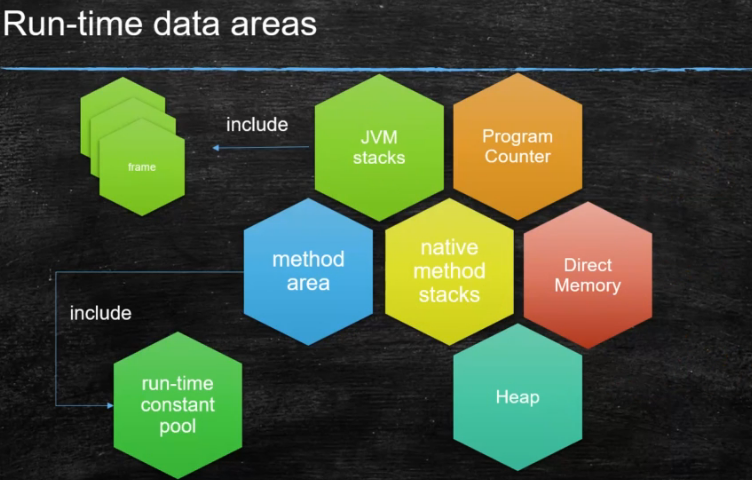 Run-time data areas
include
frame
JVM
stacks
Program
Counter
method
area
native
method
stacks
Direct
Memory
include
run-time
constant
pool
Heap